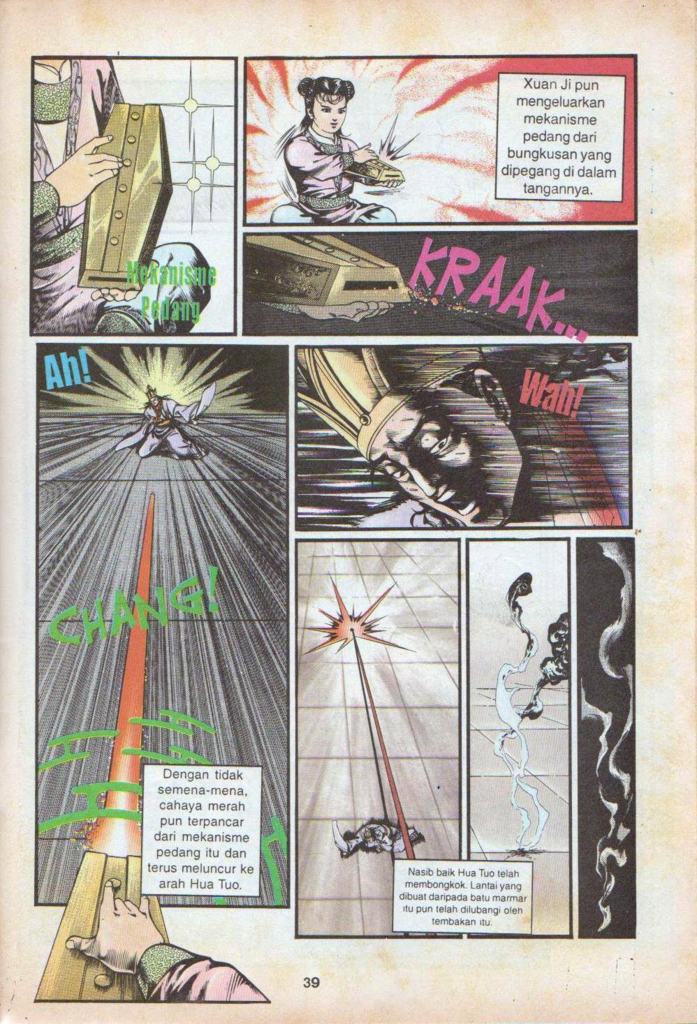 Mekanisme
Pedang
Xuan Ji pun
mengeluarkan
mekanisme
pedang dari
bungkusan yang
dipegang di dalam
tangannya.
KRAAK...
Ah!
CHANG!
Dengan tidak
semena-mena,
cahaya merah
pun terpancar
dari mekanisme
pedang itu dan
terus meluncur ke
arah Hua Tuo.
Wah!
Nasib baik Hua Tuo telah
membongkok. Lantai yang
dibuat daripada batu marmar
itu pun telah dilubangi oleh
tembakan itu.
39